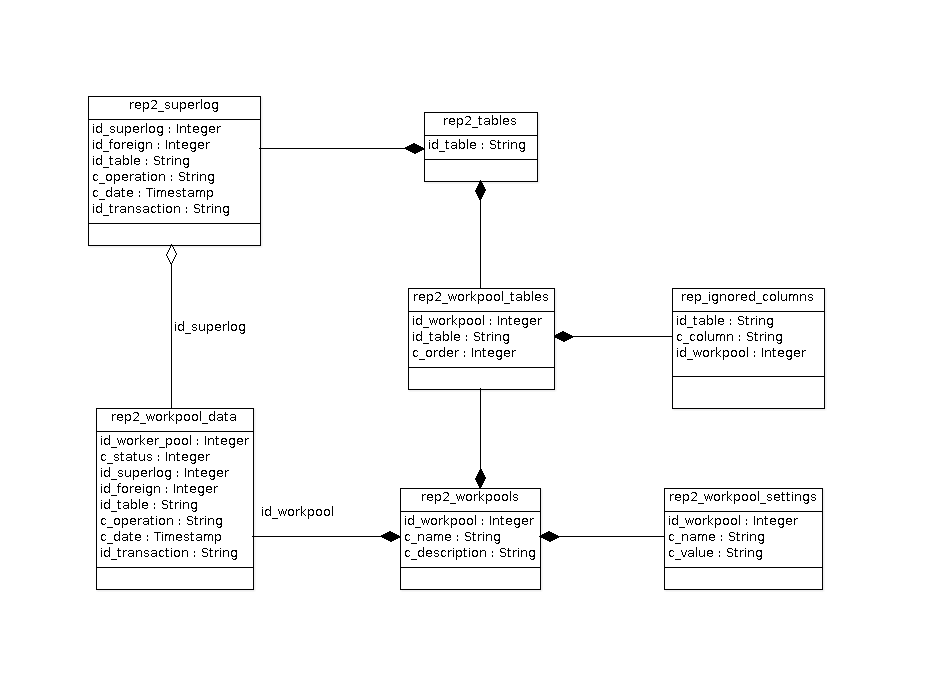 rep2_superlog
id_superlog : Integer
id_foreign : Integer
id_table : String
c_operation : String
c_date : Timestamp
id_transaction : String
rep2_tables
id_table : String
id_superlog
rep2_workpool_tables
id_workpool : Integer
id_table : String
c_order : Integer
rep_ignored_columns
id_table : String
c_column : String
id_workpool : Integer
rep2_workpool_data
id_worker_pool : Integer
c_status : Integer
id_superlog : Integer
id_foreign : Integer
id_table : String
c_operation : String
c_date : Timestamp
id_transaction : String
id_workpool
rep2_workpools
id_workpool : Integer
c_name : String
c_description : String
rep2_workpool_settings
id_workpool : Integer
c_name : String
c_value : String